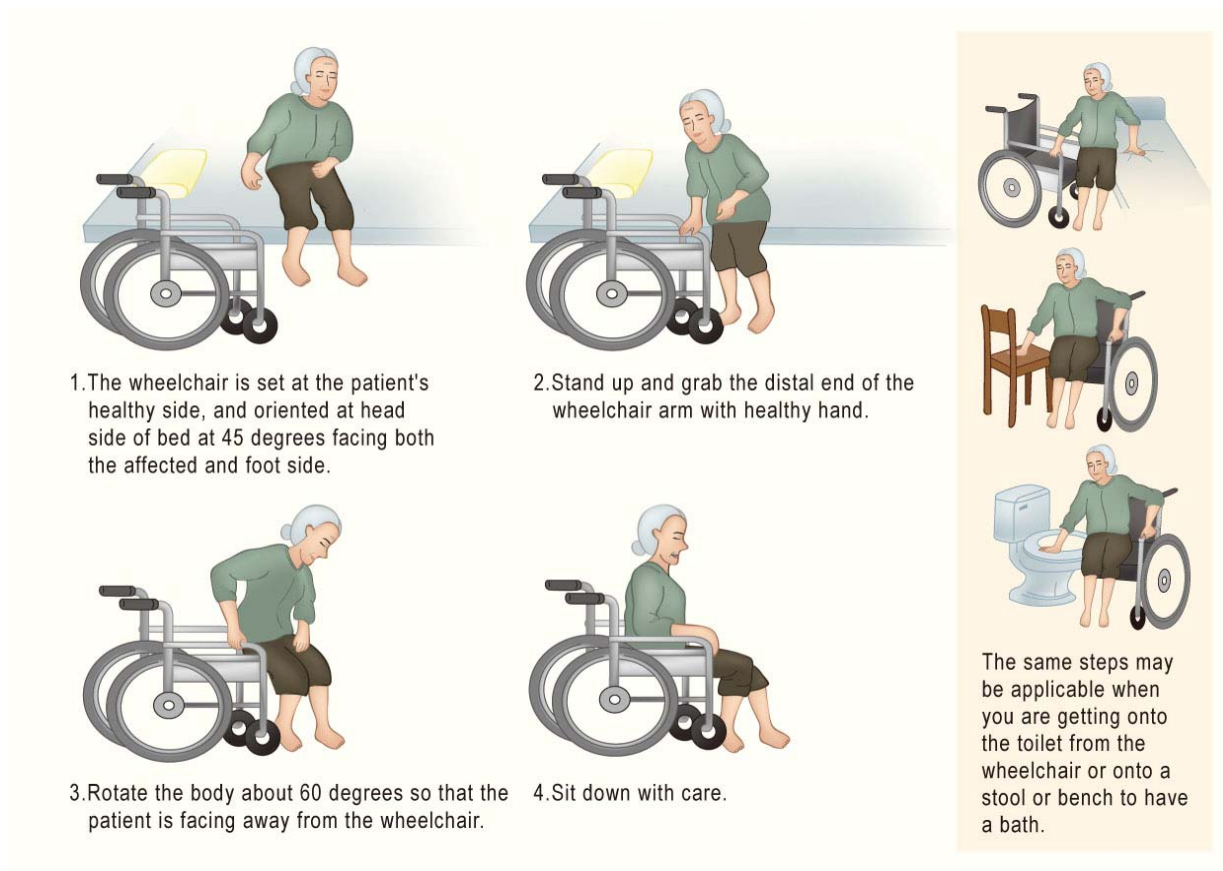 1.The wheelchair is set at the patient's
healthy side, and oriented at head
side of bed at 45 degrees facing both
the affected and foot side.
2.Stand up and grab the distal end of the
wheelchair arm with healthy hand.
3.Rotate the body about 60 degrees so that the
patient is facing away from the wheelchair.
4.Sit down with care.
The same steps may
be applicable when
you are getting onto
the toilet from the
wheelchair or onto a
stool or bench to have
a bath.